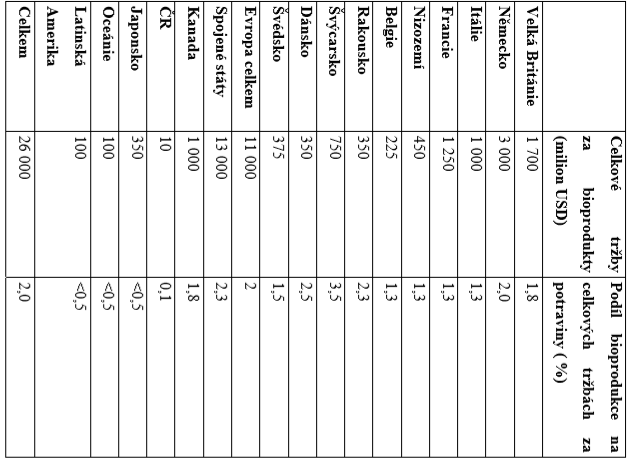 Celkové tržby za bioprodukty (milion USD) Podíl bioprodukce na celkových tržbách za potraviny ( %)
Velká Británie 1 700 1,8
Německo 3 000 2,0
Itálie 1 000 1,3
Francie 1 250 1,3
Nizozemí 450 1,3
Belgie 225 1,3
Rakousko 350 2,3
Švýcarsko 750 3,5
Dánsko 350 2,5
Švédsko 375 1,5
Evropa celkem 11 000 2
Spojené státy 13 000 2,3
Kanada 1 000 1,8
ČR 10 0,1
Japonsko 350 <0,5
Oceánie 100 <0,5
Latinská 100 <0,5
Amerika
Celkem 26 000 2,0